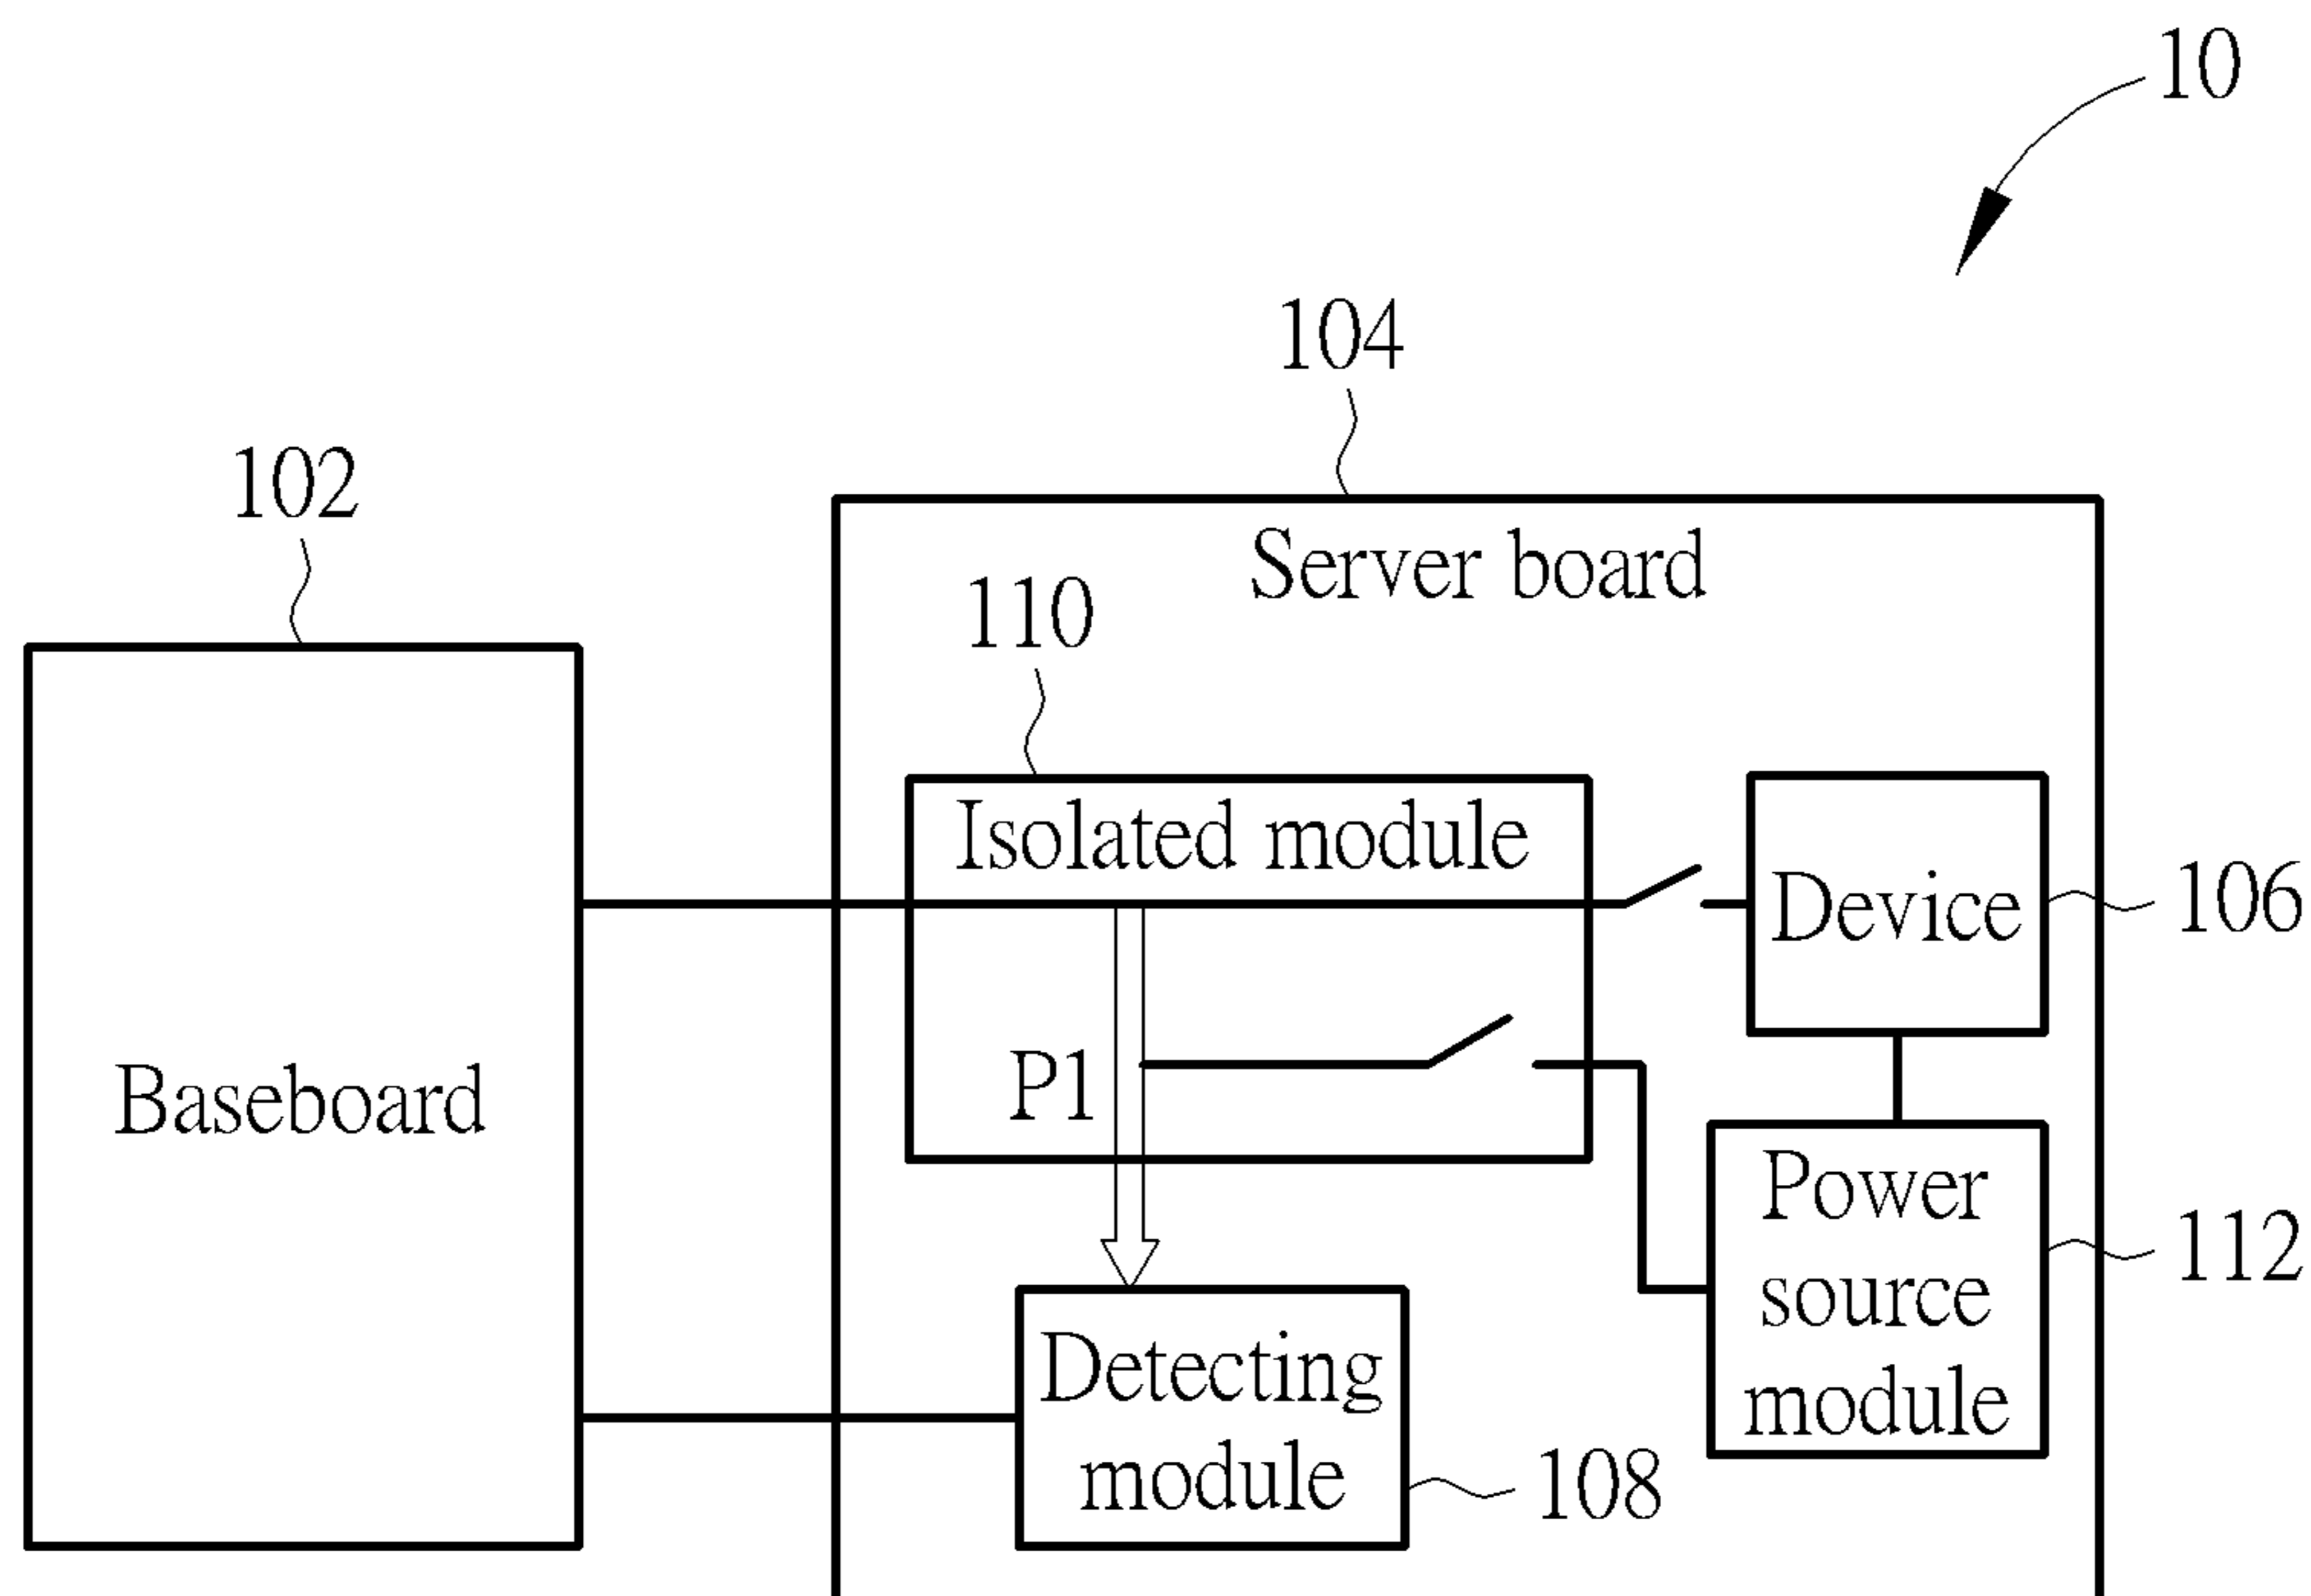 10
104
102
Server board
110
Isolated module
Device
106
P1
Baseboard
Power
source
module
112
Detecting
module
108